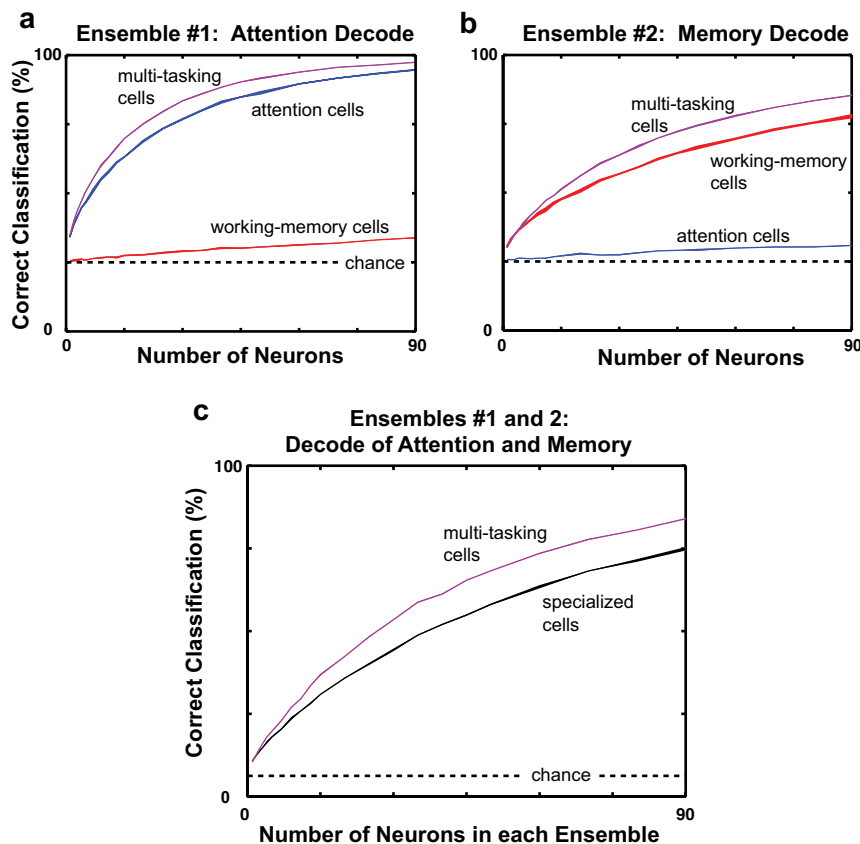 a
Ensemble #1: Attention Decode
100
multi-tasking
cells
attention cells
working-memory cells
chance
0
0
90
Correct Classification (%)
Number of Neurons
b
Ensemble #2: Memory Decode
100
multi-tasking
cells
working-memory
cells
attention cells
0
0
90
Number of Neurons
c
Ensembles #1 and 2:
Decode of Attention and Memory
100
multi-tasking
cells
specialized
cells
chance
0
0
90
Correct Classification (%)
Number of Neurons in each Ensemble